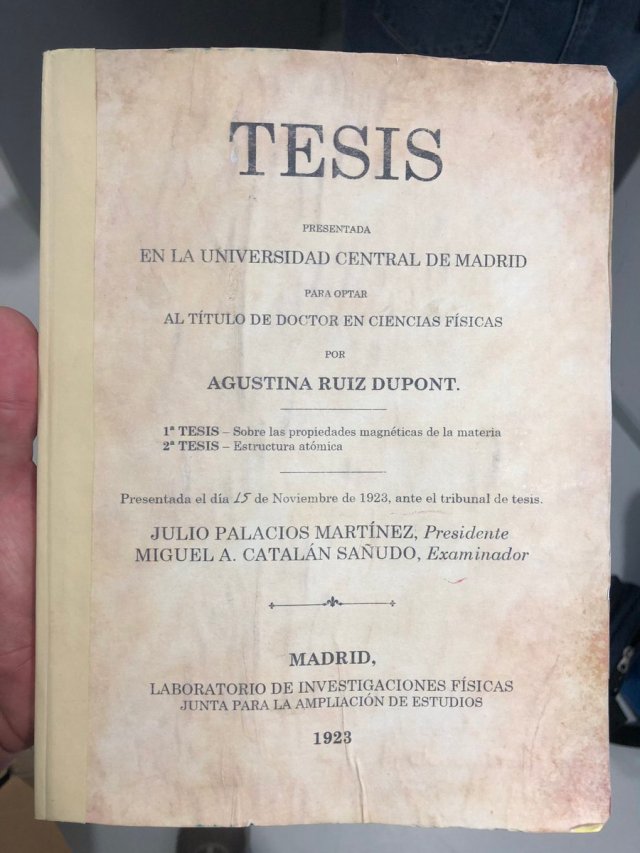 TESIS
PRESENTADA
EN LA UNIVERSIDAD CENTRAL DE MADRID
PARA OPTAR
AL TÍTULO DE DOCTOR EN CIENCIAS FÍSICAS
POR
AGUSTINA RUIZ DUPONT.
1ª TESIS – Sobre las propiedades magnéticas de la materia
2ª TESIS – Estructura atómica
Presentada el día 15 de Noviembre de 1923, ante el tribunal de tesis.
JULIO PALACIOS MARTÍNEZ, Presidente
MIGUEL A. CATALÁN SAÑUDO, Examinador
MADRID,
LABORATORIO DE INVESTIGACIONES FÍSICAS
JUNTA PARA LA AMPLIACIÓN DE ESTUDIOS
1923